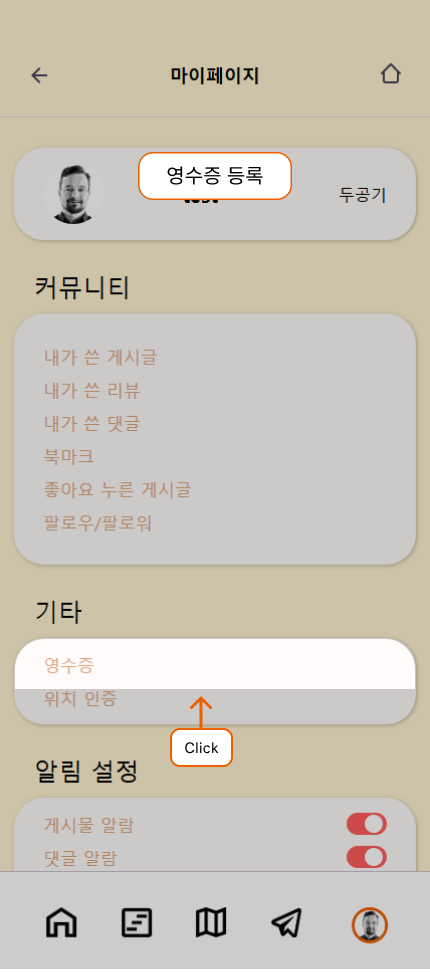 마이페이지
영수증 등록
두공기
커뮤니티
내가 쓴 게시글
내가 쓴 리뷰
내가 쓴 댓글
북마크
좋아요 누른 게시글
팔로우/팔로워
기타
영수증
위치 인증
Click
알림 설정
게시물 알람
댓글 알람